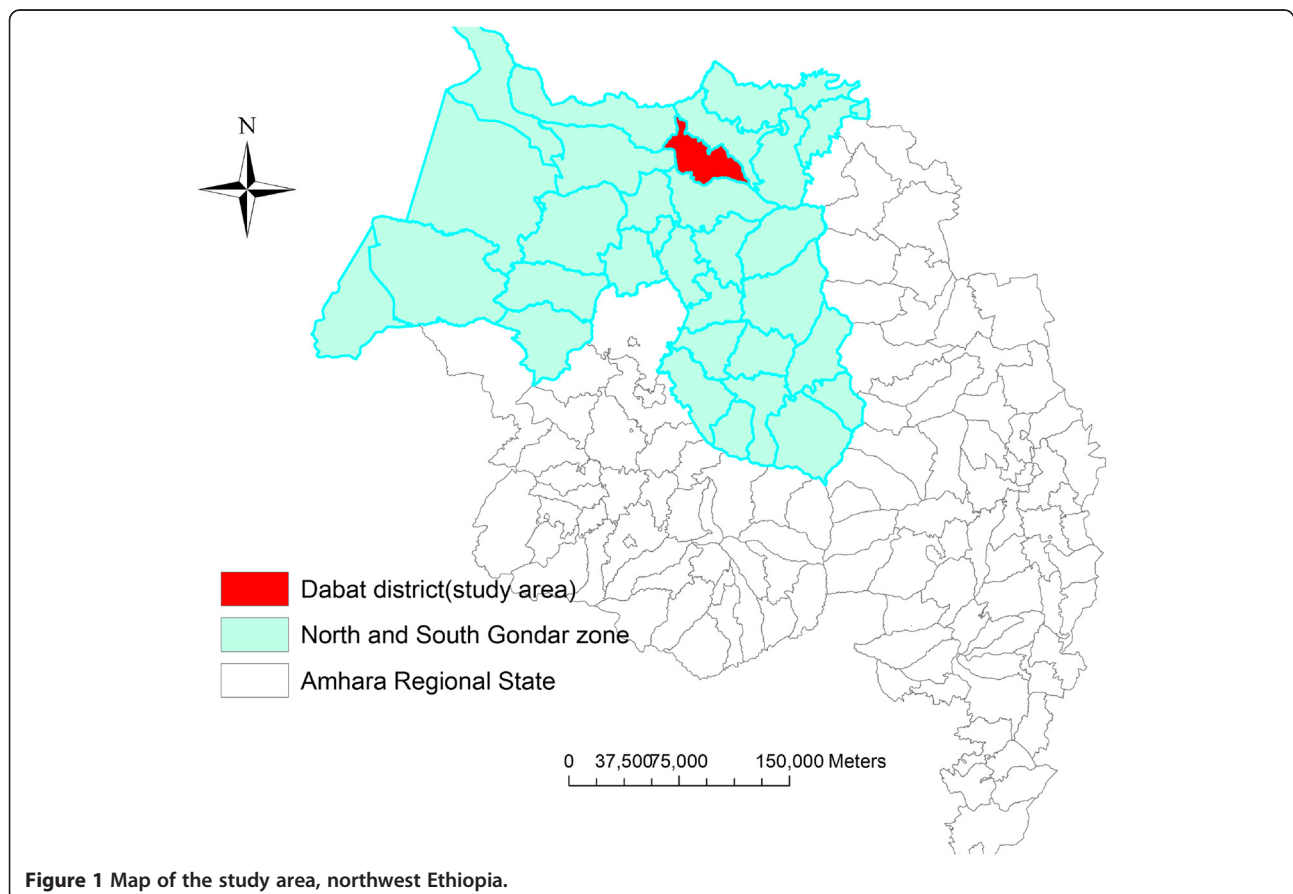 N
Dabat district(study area)
North and South Gondar zone
Amhara Regional State
0 37,50075,000 150,000 Meters
Figure 1 Map of the study area, northwest Ethiopia.